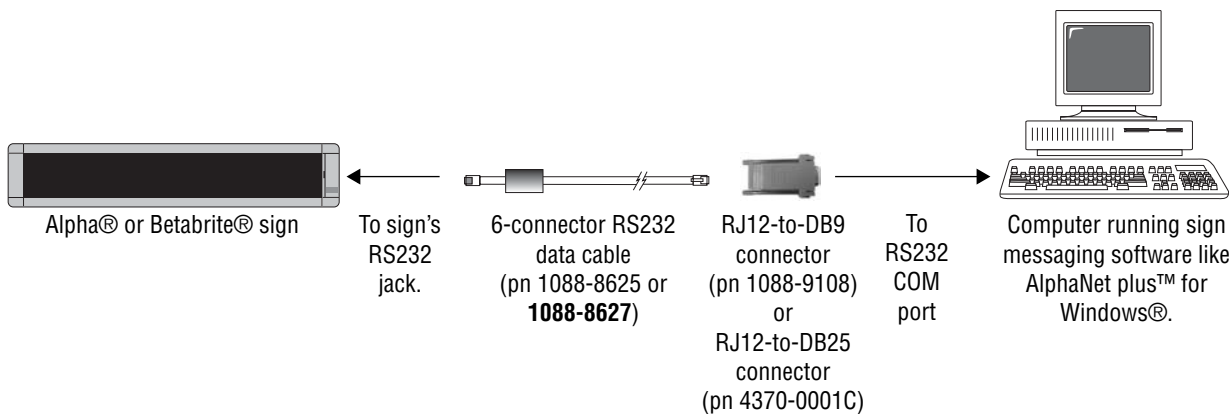 Alpha® or Betabrite® sign
To sign's
RS232
jack.
6-connector RS232
data cable
(pn 1088-8625 or
1088-8627)
RJ12-to-DB9
connector
(pn 1088-9108)
or
RJ12-to-DB25
connector
(pn 4370-0001C)
To
RS232
COM
port
Computer running sign
messaging software like
AlphaNet plus™ for
Windows®.